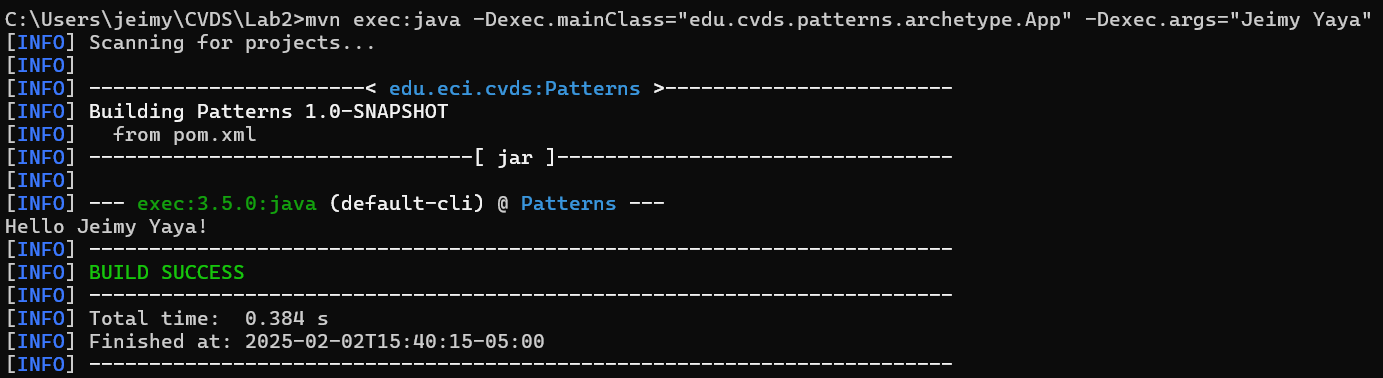 C:\Users\jeimy\CVDS\Lab2>mvn exec:java -Dexec.mainClass="edu.cvds.patterns.archetype.App" -Dexec.args="Jeimy Yaya"
[INFO] Scanning for projects...
[INFO]
[INFO] -----------------------< edu.eci.cvds:Patterns >------------------------
[INFO] Building Patterns 1.0-SNAPSHOT
[INFO]   from pom.xml
[INFO] --------------------------------[ jar ]---------------------------------
[INFO]
[INFO] --- exec:3.5.0:java (default-cli) @ Patterns ---
Hello Jeimy Yaya!
[INFO] ------------------------------------------------------------------------
[INFO] BUILD SUCCESS
[INFO] ------------------------------------------------------------------------
[INFO] Total time:  0.384 s
[INFO] Finished at: 2025-02-02T15:40:15-05:00
[INFO] ------------------------------------------------------------------------